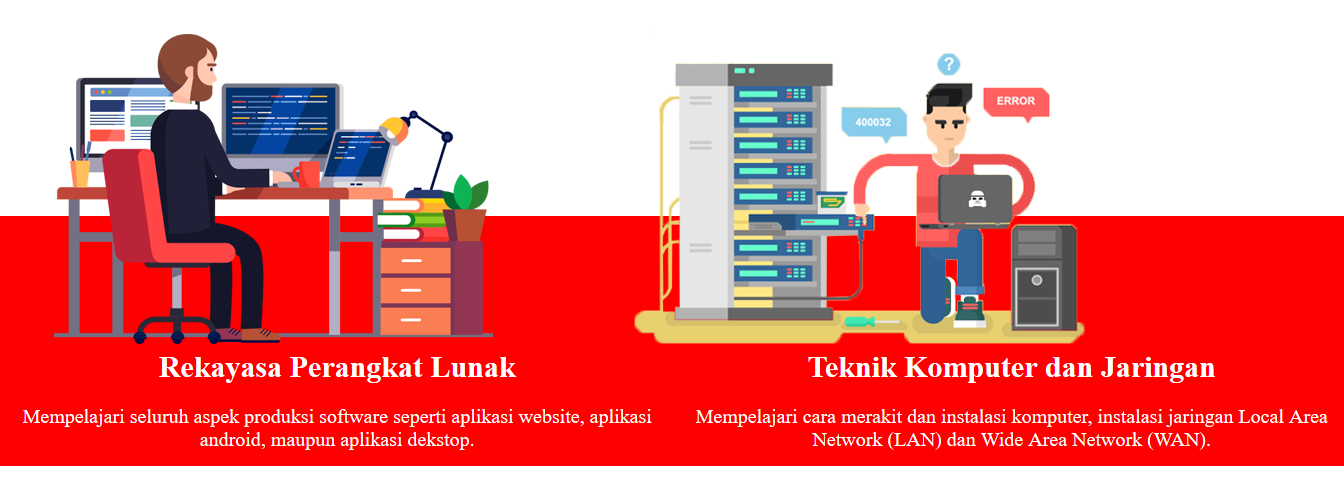 ?
ERROR
400032
Rekayasa Perangkat Lunak
Mempelajari seluruh aspek produksi software seperti aplikasi website, aplikasi
android, maupun aplikasi dekstop.
Teknik Komputer dan Jaringan
Mempelajari cara merakit dan instalasi komputer, instalasi jaringan Local Area
Network (LAN) dan Wide Area Network (WAN).